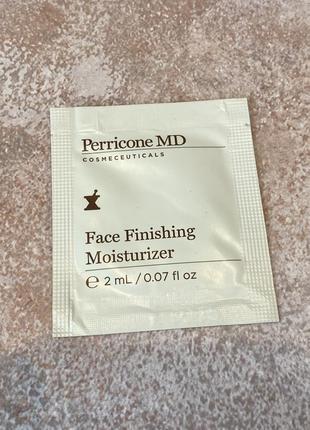 Perricone MD
COSMECEUTICALS
Face Finishing
Moisturizer
℮ 2 mL / 0.07 fl oz